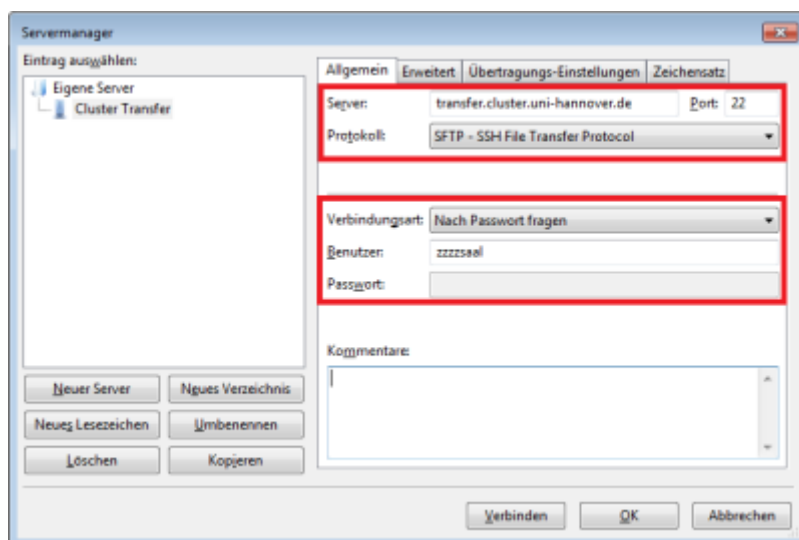 Servermanager
Eintrag auswählen:
Eigene Server
Cluster Transfer
Neuer Server Neues Verzeichnis
Neues Lesezeichen Umbenennen
Löschen Kopieren
Allgemein Erweitert Übertragungs-Einstellungen Zeichensatz
Server: transfer.cluster.uni-hannover.de Port: 22
Protokoll: SFTP - SSH File Transfer Protocol
Verbindungsart: Nach Passwort fragen
Benutzer: zzzzsaal
Passwort:
Kommentare:
Verbinden OK Abbrechen